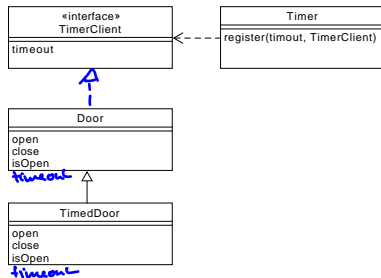 «interface»
TimerClient
timeout
Timer
register(timout, TimerClient)
Door
open
close
isOpen
timeout
TimedDoor
open
close
isOpen
timeout